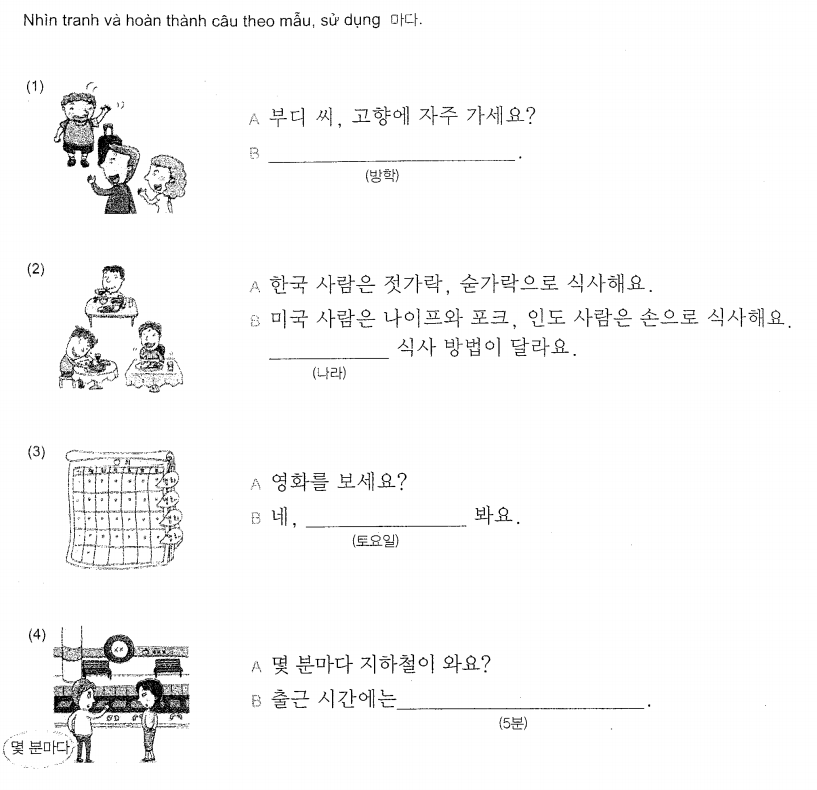 Nhìn tranh và hoàn thành câu theo mẫu, sử dụng 마다.
(1)
A 부디 씨, 고향에 자주 가세요?
B ____________________.
(방학)
(2)
A 한국 사람은 젓가락, 숟가락으로 식사해요.
B 미국 사람은 나이프와 포크, 인도 사람은 손으로 식사해요.
__________ 식사 방법이 달라요.
(나라)
(3)
A 영화를 보세요?
B 네, ______________ 봐요.
(토요일)
(4)
A 몇 분마다 지하철이 와요?
B 출근 시간에는____________________.
(5분)
몇 분마다